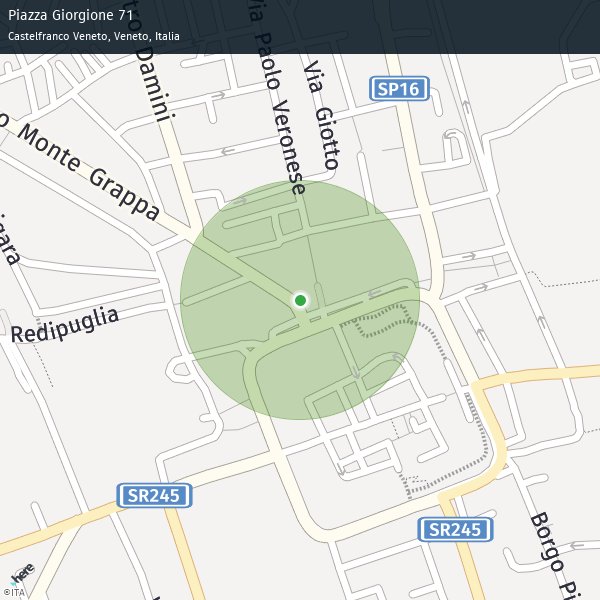 Piazza Giorgione 71
Castelfranco Veneto, Veneto, Italia
Damini
Via Paolo Veronese
Via Giotto
SP16
Monte Grappa
Redipuglia
SR245
SR245
Borgo
here
©ITA